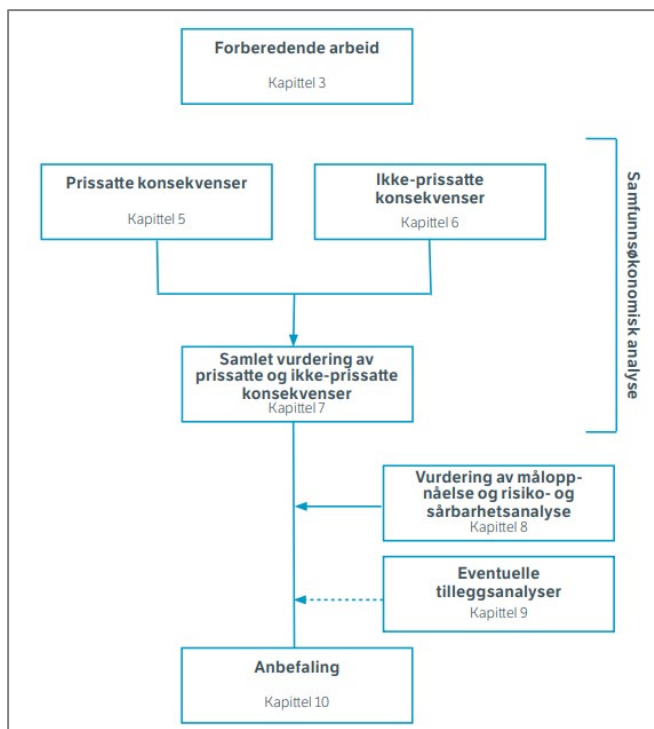 Forberedende arbeid
Kapittel 3
Prissatte konsekvenser
Kapittel 5
Ikke-prissatte
konsekvenser
Kapittel 6
Samfunnsøkonomisk analyse
Samlet vurdering av
prissatte og ikke-prissatte
konsekvenser
Kapittel 7
Vurdering av målopp-
nåelse og risiko- og
sårbarhetsanalyse
Kapittel 8
Eventuelle
tilleggsanalyser
Kapittel 9
Anbefaling
Kapittel 10